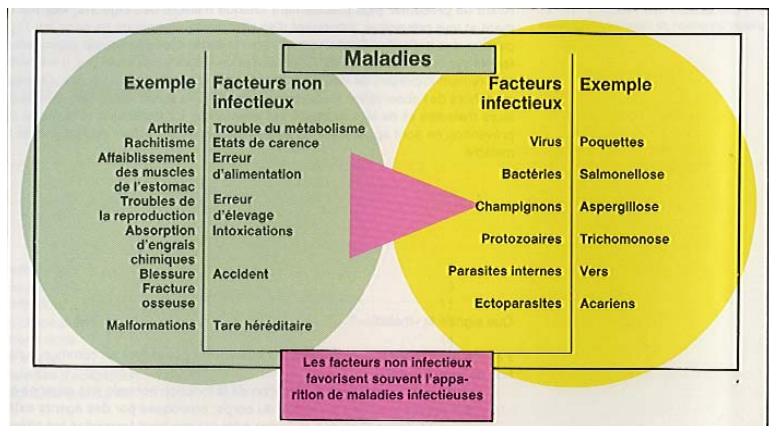 Maladies
Exemple
Facteurs non
infectieux
Arthrite
Trouble du métabolisme
Rachitisme
Etats de carence
Affaiblissement
des muscles
de l'estomac
Erreur
d'alimentation
Troubles de
la reproduction
Erreur
d'élevage
Absorption
d'engrais
chimiques
Intoxications
Blessure
Fracture
osseuse
Accident
Malformations
Tare héréditaire
Facteurs
infectieux
Exemple
Virus
Poquettes
Bactéries
Salmonellose
Champignons
Aspergillose
Protozoaires
Trichomonose
Parasites internes
Vers
Ectoparasites
Acariens
Les facteurs non infectieux
favorisent souvent l'appa-
rition de maladies infectieuses